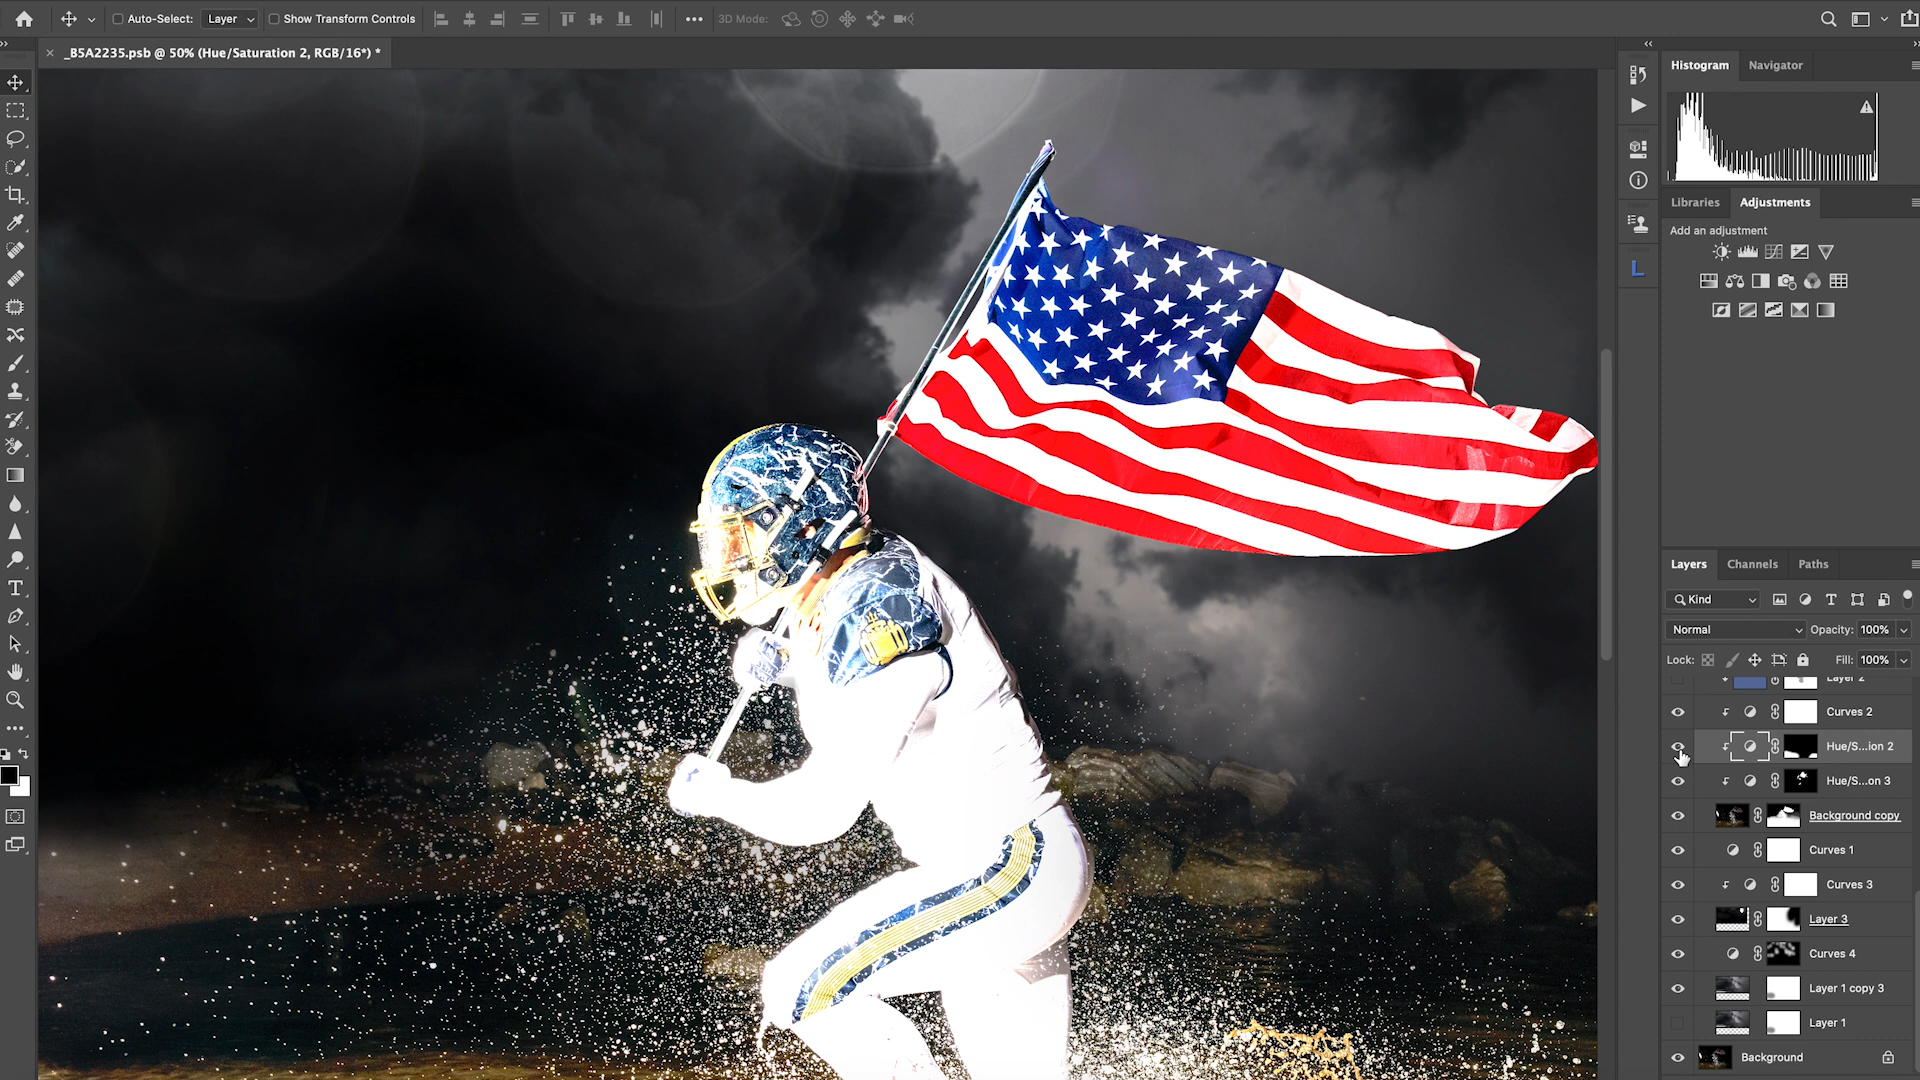 Auto-Select: Layer Show Transform Controls 3D Mode:
_B5A2235.psb @ 50% (Hue/Saturation 2, RGB/16*) *
Histogram Navigator
Libraries Adjustments
Add an adjustment
Layers Channels Paths
Kind
Normal Opacity: 100%
Lock: Fill: 100%
Layer 2
Curves 2
Hue/S...ion 2
Hue/S...on 3
Background copy
Curves 1
Curves 3
Layer 3
Curves 4
Layer 1 copy 3
Layer 1
Background